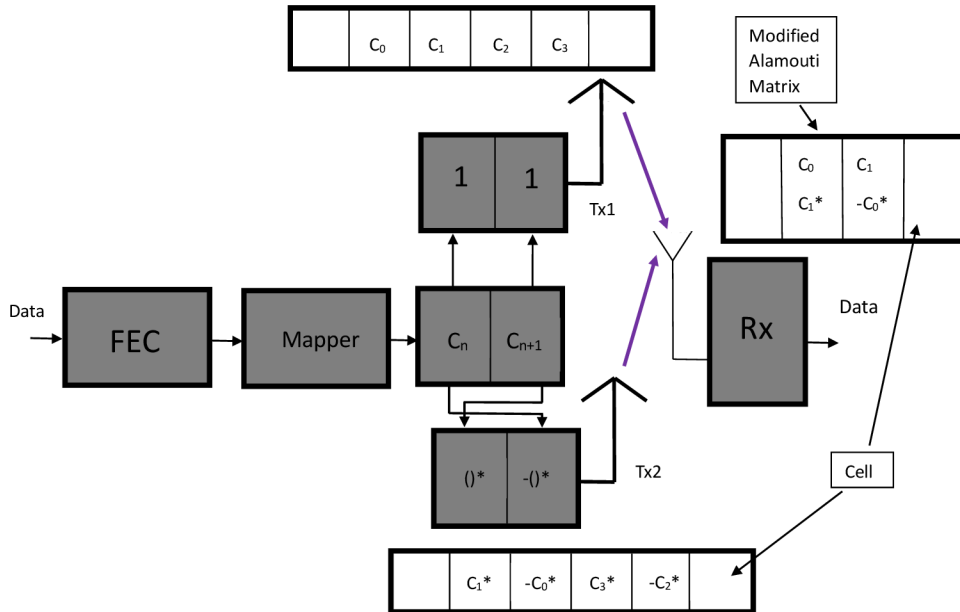 C₀ C₁ C₂ C₃
Modified
Alamouti
Matrix
1 1
Tx1
C₀ C₁
C₁* -C₀*
Data
FEC
Mapper
Cₙ Cₙ₊₁
Rx
Data
()* -()*
Tx2
Cell
C₁* -C₀* C₃* -C₂*